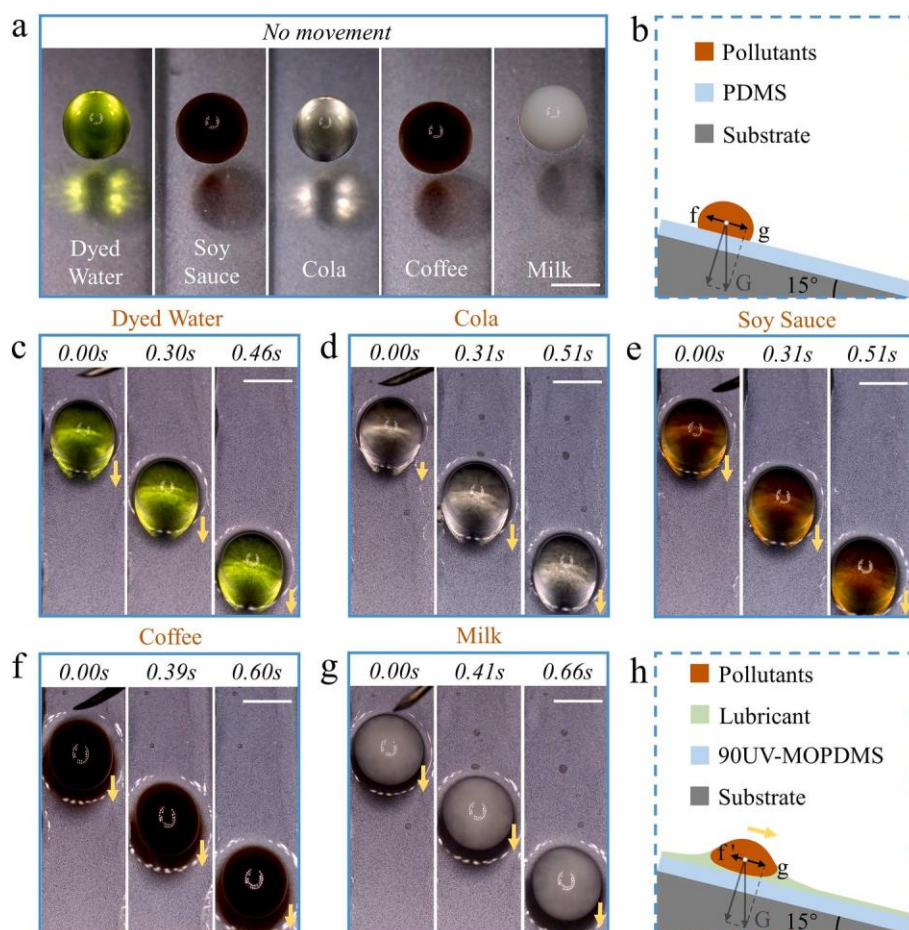 a
No movement
Dyed
Water
Soy
Sauce
Cola
Coffee
Milk
b
Pollutants
PDMS
Substrate
f
g
G
15°
Dyed Water
c
0.00s
0.30s
0.46s
Cola
d
0.00s
0.31s
0.51s
Soy Sauce
e
0.00s
0.31s
0.51s
Coffee
f
0.00s
0.39s
0.60s
Milk
g
0.00s
0.41s
0.66s
h
Pollutants
Lubricant
90UV-MOPDMS
Substrate
f'
g
G
15°